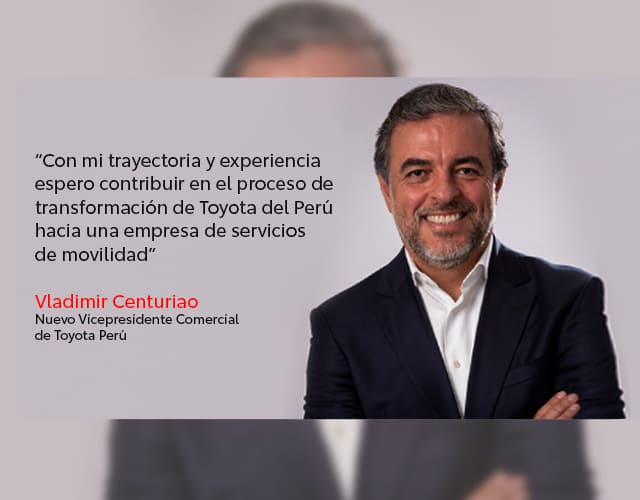 “Con mi trayectoria y experiencia
espero contribuir en el proceso de
transformación de Toyota del Perú
hacia una empresa de servicios
de movilidad”
Vladimir Centuriao
Nuevo Vicepresidente Comercial
de Toyota Perú